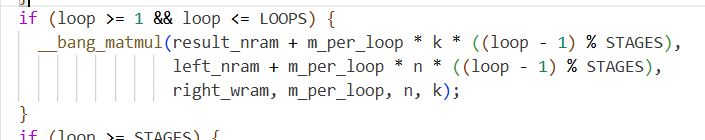 }
if (loop >= 1 && loop <= LOOPS) {
__bang_matmul(result_nram + m_per_loop * k * ((loop - 1) % STAGES),
left_nram + m_per_loop * n * ((loop - 1) % STAGES),
right_wram, m_per_loop, n, k);
}
if (loop >= STAGES) {